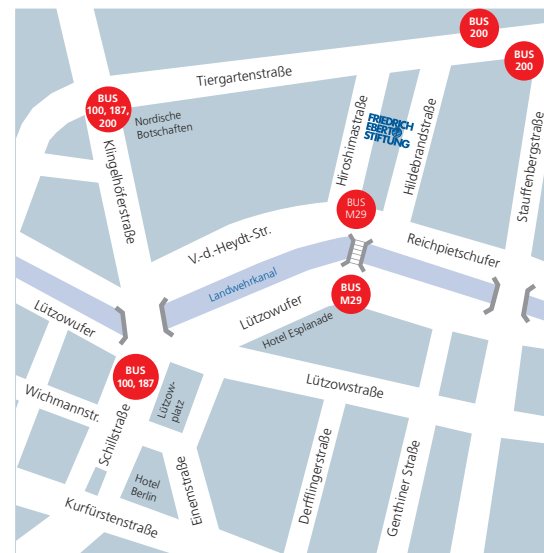 BUS
200
BUS
200
Tiergartenstraße
BUS
100, 187,
200
Nordische
Botschaften
FRIEDRICH
EBERT
STIFTUNG
Klingelhöferstraße
Hiroshimastraße
Hildebrandstraße
Stauffenbergstraße
BUS
M29
V.-d.-Heydt-Str.
Reichpietschufer
Landwehrkanal
BUS
M29
Lützowufer
Lützowufer
Hotel Esplanade
BUS
100, 187
Lützowstraße
Lützow-
platz
Wichmannstr.
Schillstraße
Hotel
Berlin
Einemstraße
Derfflingerstraße
Genthiner Straße
Kurfürstenstraße